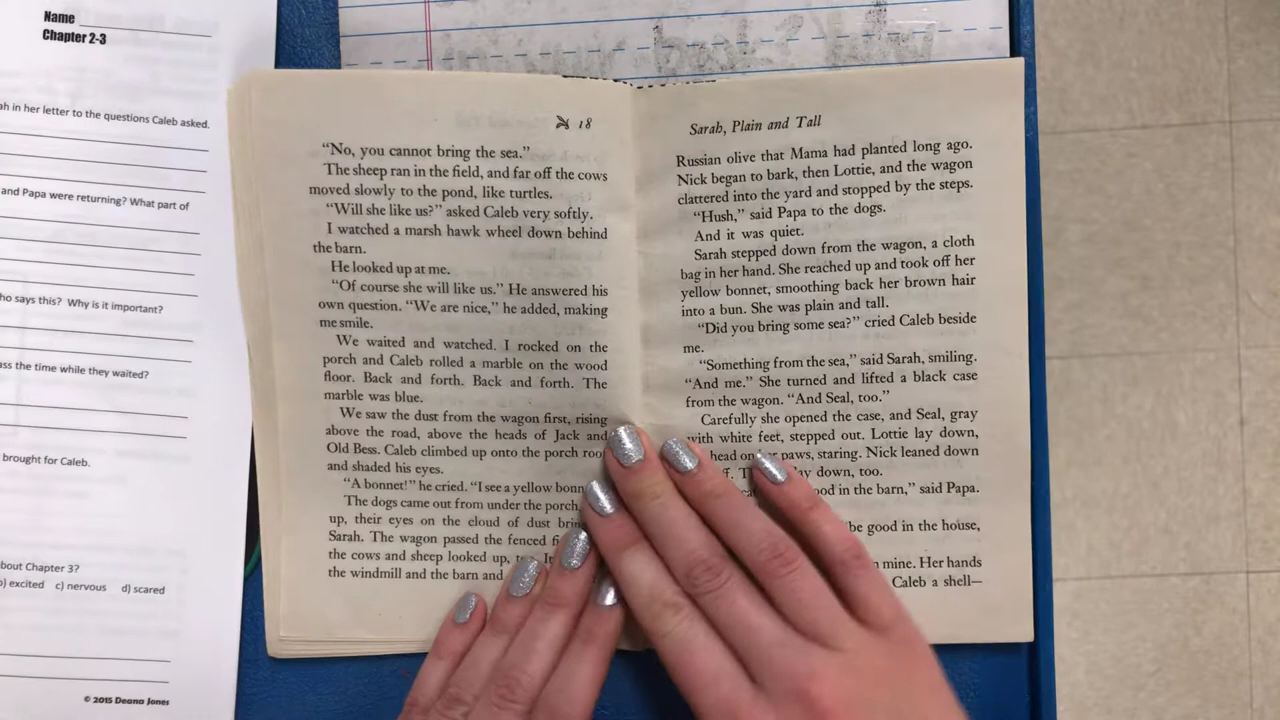 Name
Chapter 2-3
ah in her letter to the questions Caleb asked.
and Papa were returning? What part of
ho says this? Why is it important?
ass the time while they waited?
brought for Caleb.
bout Chapter 3?
b) excited c) nervous d) scared
© 2015 Deana Jones
18
“No, you cannot bring the sea.”
The sheep ran in the field, and far off the cows
moved slowly to the pond, like turtles.
“Will she like us?” asked Caleb very softly.
I watched a marsh hawk wheel down behind
the barn.
He looked up at me.
“Of course she will like us.” He answered his
own question. “We are nice,” he added, making
me smile.
We waited and watched. I rocked on the
porch and Caleb rolled a marble on the wood
floor. Back and forth. Back and forth. The
marble was blue.
We saw the dust from the wagon first, rising
above the road, above the heads of Jack and
Old Bess. Caleb climbed up onto the porch roo
and shaded his eyes.
“A bonnet!” he cried. “I see a yellow bonn
The dogs came out from under the porch,
up, their eyes on the cloud of dust brin
Sarah. The wagon passed the fenced fi
the cows and sheep looked up, It
the windmill and the barn and
Sarah, Plain and Tall
Russian olive that Mama had planted long ago.
Nick began to bark, then Lottie, and the wagon
clattered into the yard and stopped by the steps.
“Hush,” said Papa to the dogs.
And it was quiet.
Sarah stepped down from the wagon, a cloth
bag in her hand. She reached up and took off her
yellow bonnet, smoothing back her brown hair
into a bun. She was plain and tall.
“Did you bring some sea?” cried Caleb beside
me.
“Something from the sea,” said Sarah, smiling.
“And me.” She turned and lifted a black case
from the wagon. “And Seal, too.”
Carefully she opened the case, and Seal, gray
with white feet, stepped out. Lottie lay down,
head on paws, staring. Nick leaned down
lay down, too.
ood in the barn,” said Papa.
be good in the house,
mine. Her hands
Caleb a shell—